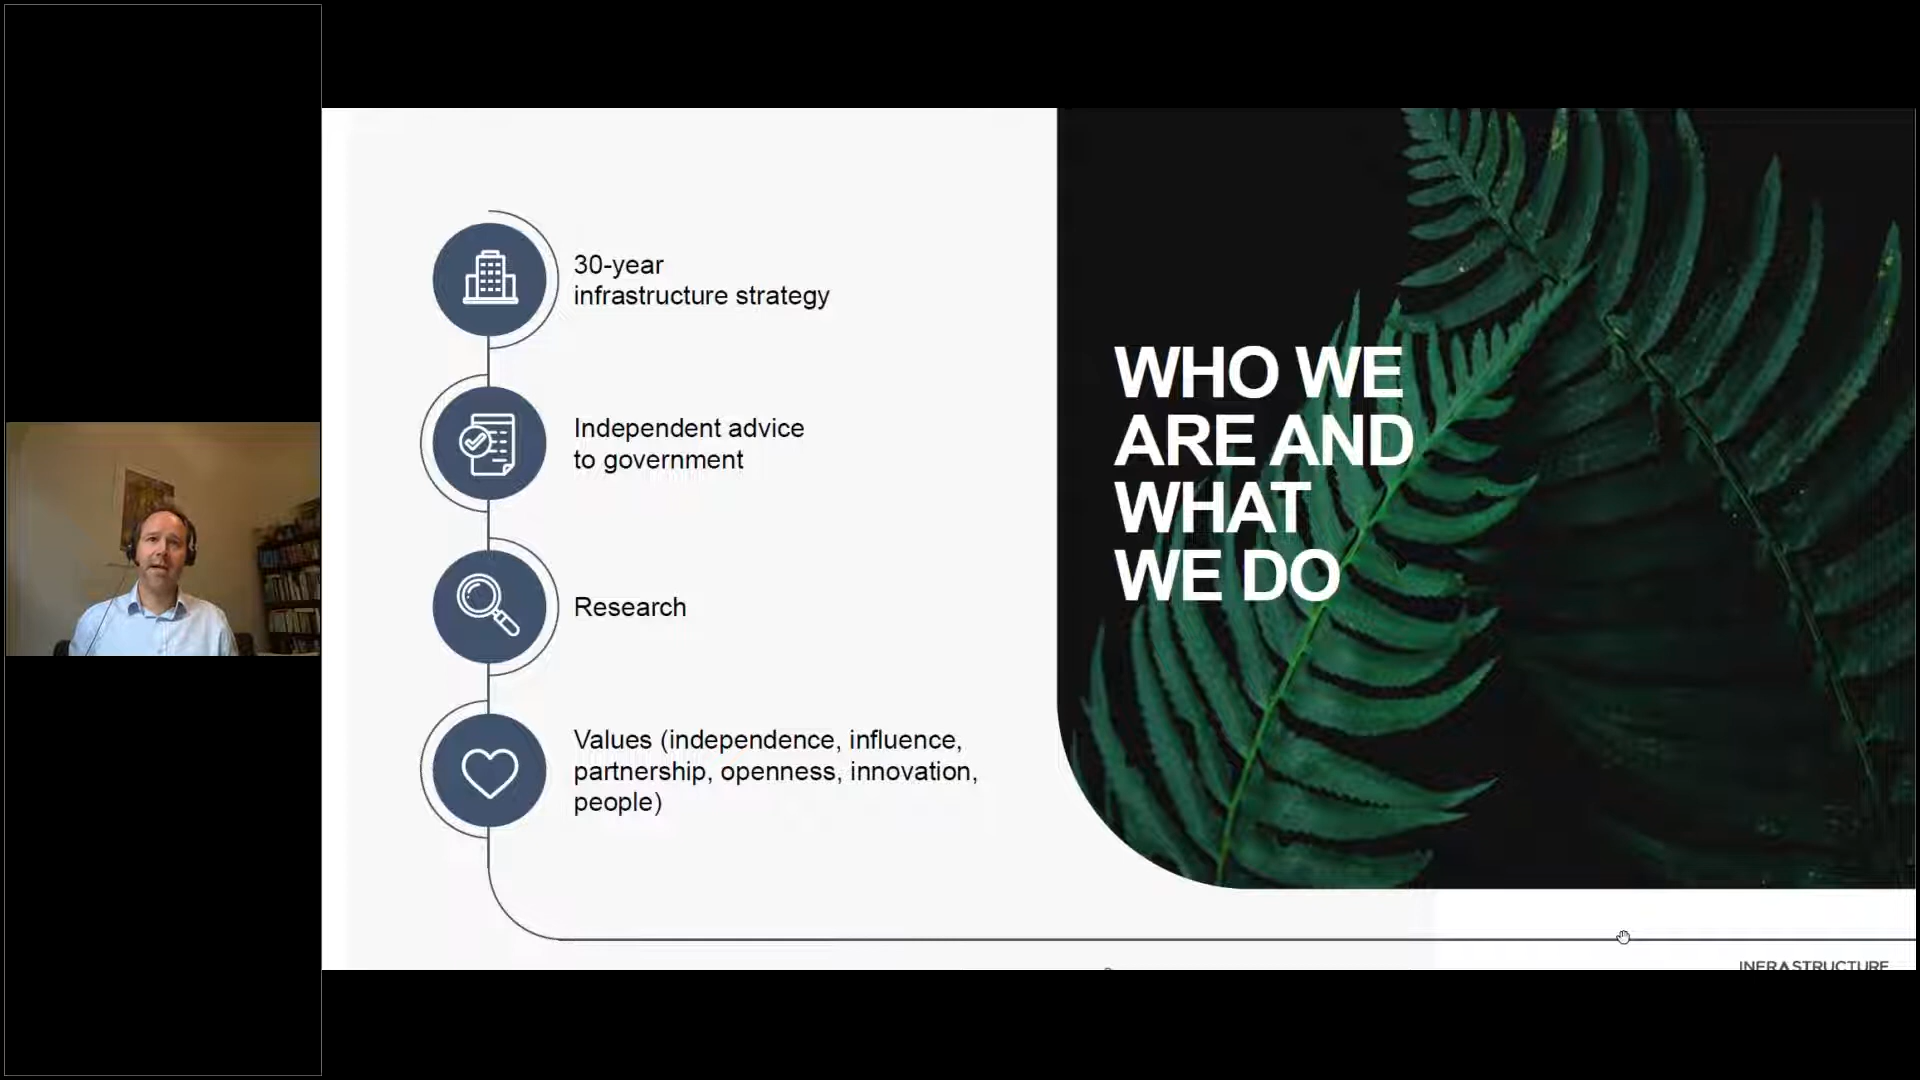 30-year
infrastructure strategy
Independent advice
to government
Research
Values (independence, influence,
partnership, openness, innovation,
people)
WHO WE
ARE AND
WHAT
WE DO
INFRASTRUCTURE